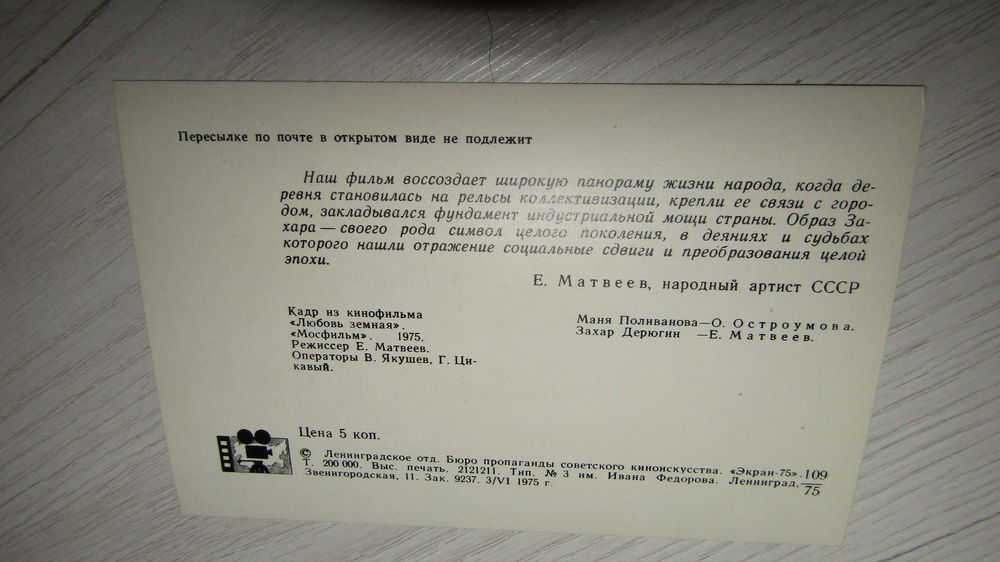 Пересылке по почте в открытом виде не подлежит
Наш фильм воссоздает широкую панораму жизни народа, когда де-
ревня становилась на рельсы коллективизации, крепли ее связи с горо-
дом, закладывался фундамент индустриальной мощи страны. Образ За-
хара — своего рода символ целого поколения, в деяниях и судьбах
которого нашли отражение социальные сдвиги и преобразования целой
эпохи.
Е. Матвеев, народный артист СССР
Кадр из кинофильма
«Любовь земная».
«Мосфильм». 1975.
Режиссер Е. Матвеев.
Операторы В. Якушев, Г. Ци-
кавый.
Маня Поливанова—О. Остроумова.
Захар Дерюгин —Е. Матвеев.
Цена 5 коп.
© Ленинградское отд. Бюро пропаганды советского киноискусства. «Экран-75». 109/75
Т. 200 000. Выс. печать. 2121211. Тип. № 3 им. Ивана Федорова. Ленинград,
Звенигородская, 11. Зак. 9237. 3/VI 1975 г.